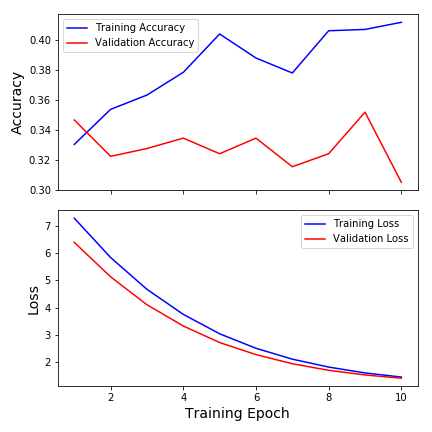 Training Accuracy
Validation Accuracy
0.40
0.38
0.36
0.34
0.32
0.30
Accuracy
Training Loss
Validation Loss
7
6
5
4
3
2
Loss
2 4 6 8 10
Training Epoch